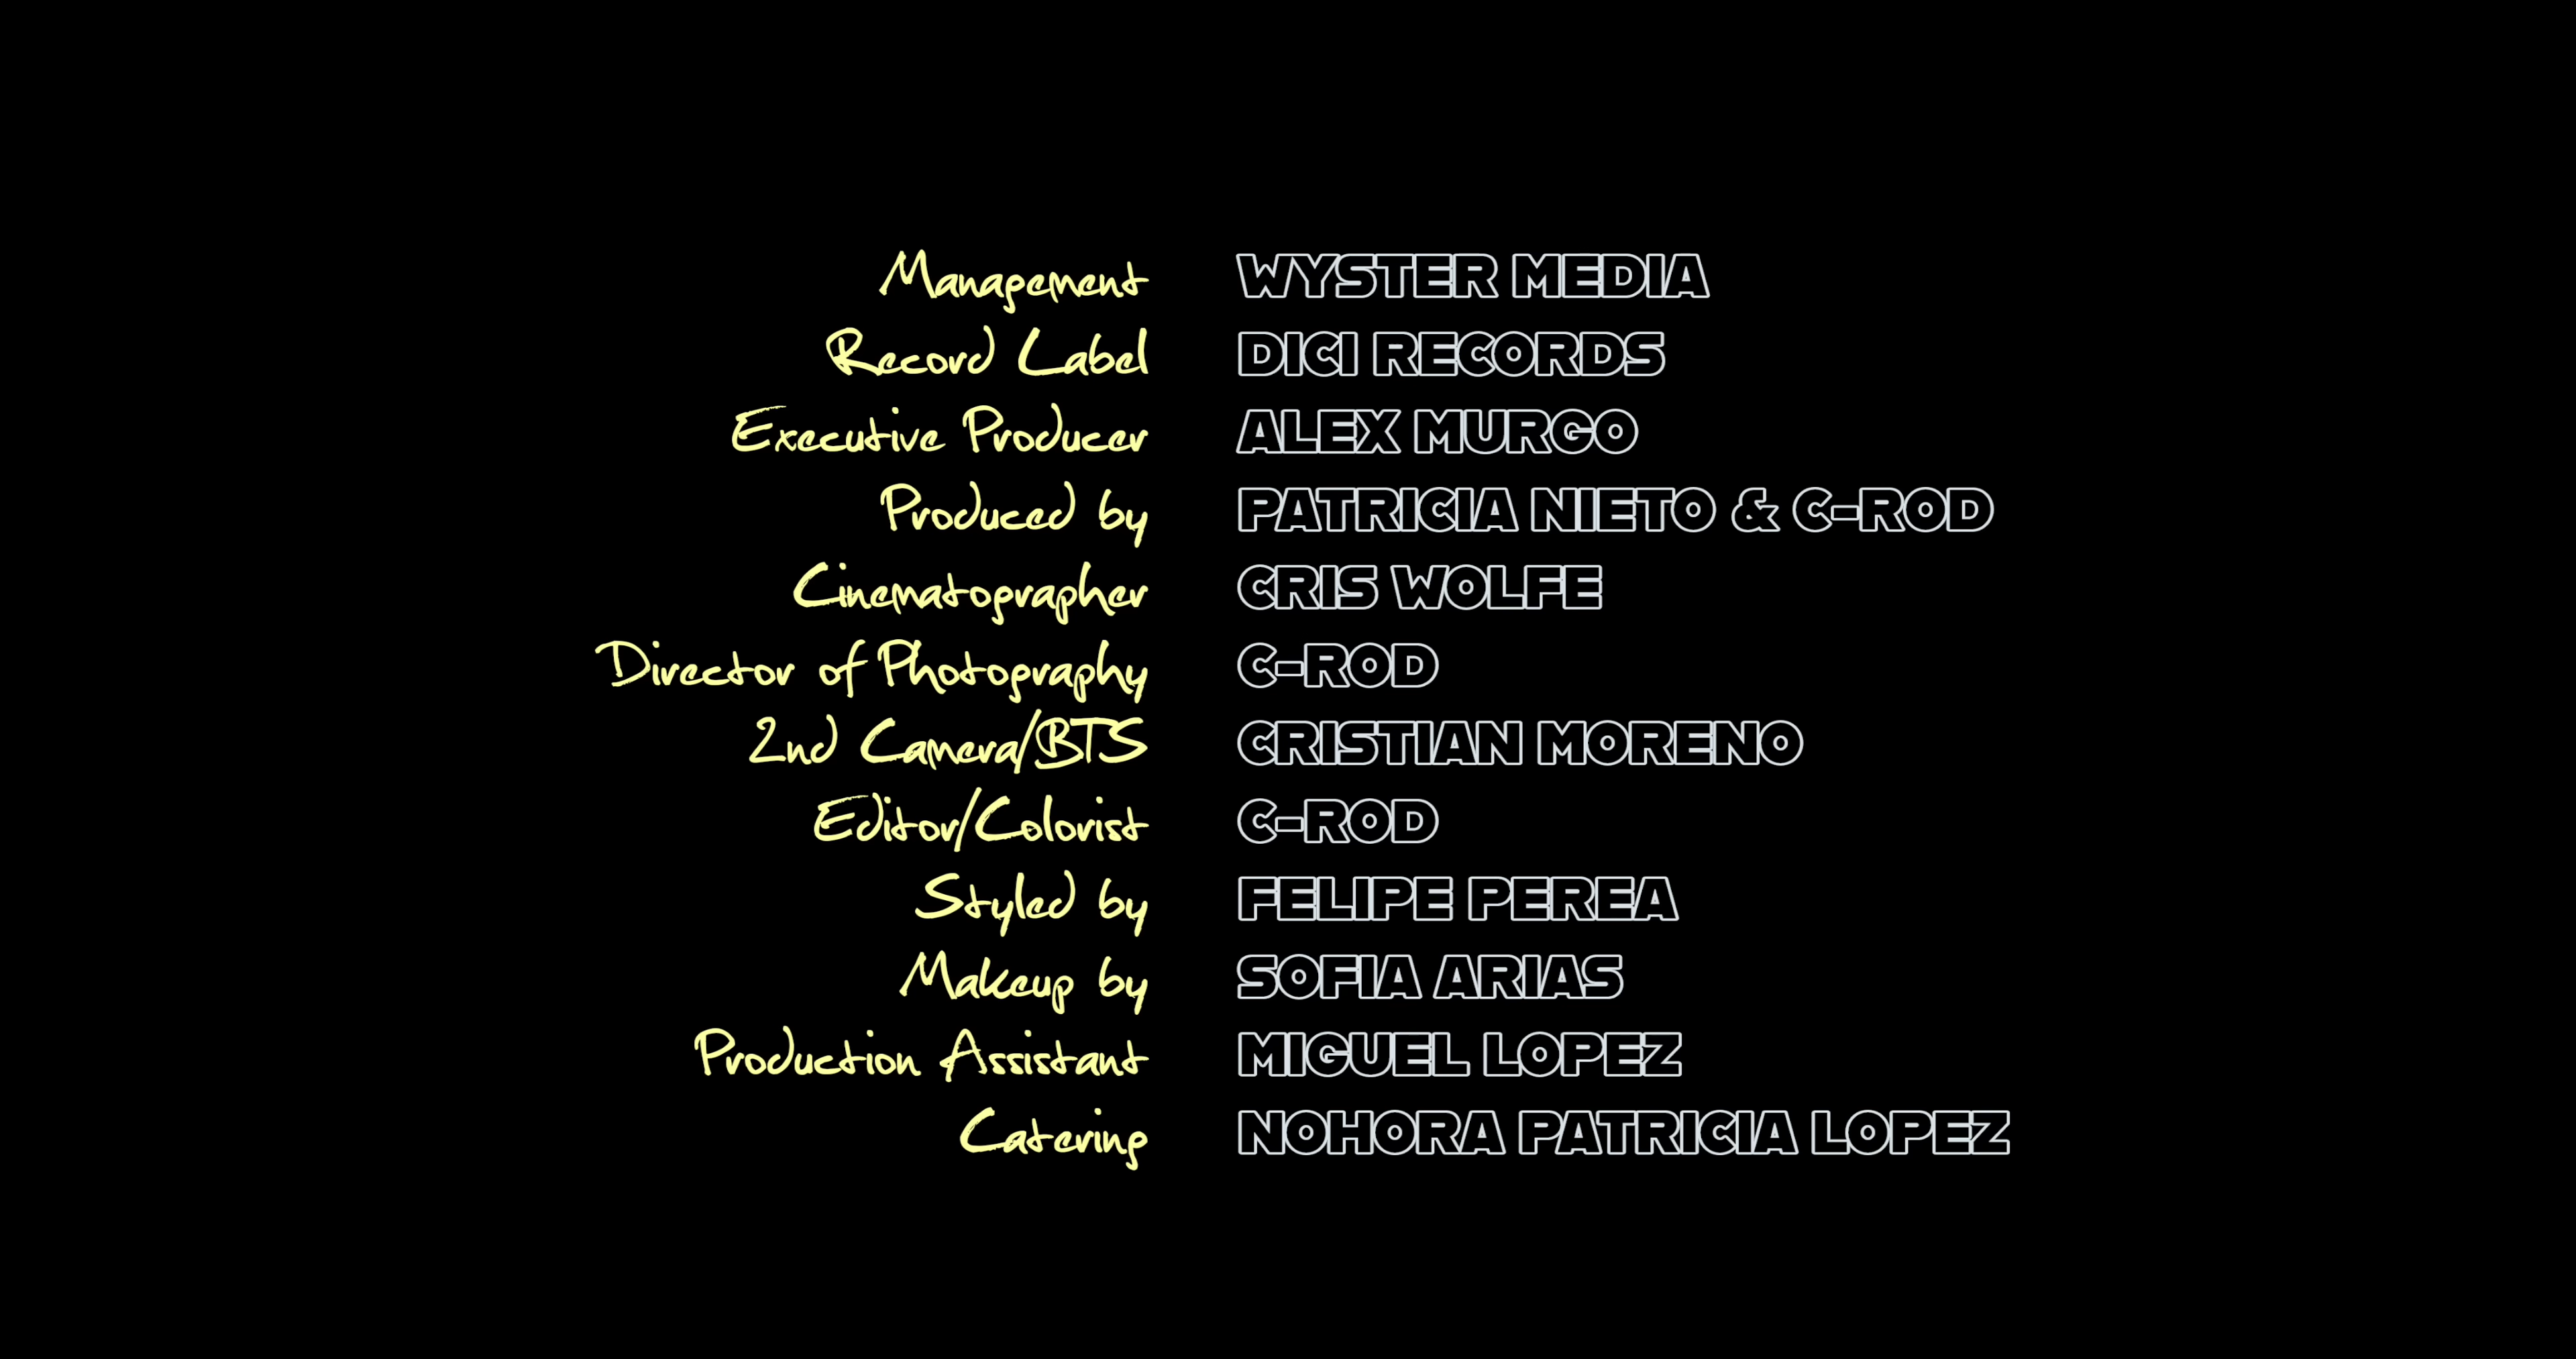 Management WYSTER MEDIA
Record Label DICI RECORDS
Executive Producer ALEX MURGO
Produced by PATRICIA NIETO & C-ROD
Cinematographer CRIS WOLFE
Director of Photography C-ROD
2nd Camera/BTS CRISTIAN MORENO
Editor/Colorist C-ROD
Styled by FELIPE PEREA
Makeup by SOFIA ARIAS
Production Assistant MIGUEL LOPEZ
Catering NOHORA PATRICIA LOPEZ